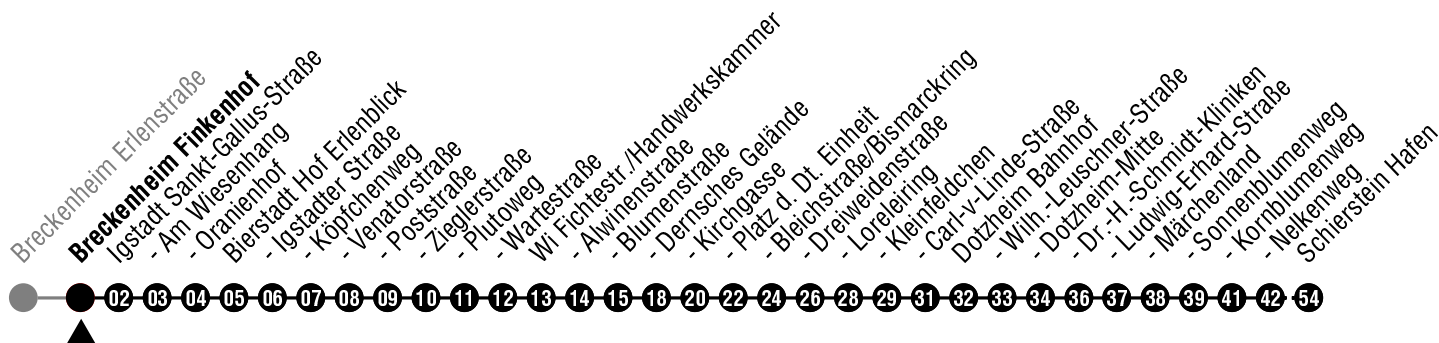 Breckenheim Erlenstraße
Breckenheim Finkenhof
Igstadt Sankt-Gallus-Straße
- Am Wiesenhang
- Oranienhof
Bierstadt Hof Erlenblick
- Igstadter Straße
- Köpfchenweg
- Venatorstraße
- Poststraße
- Zieglerstraße
- Plutoweg
- Wartestraße
Wi Fichtestr./Handwerkskammer
- Alwinenstraße
- Blumenstraße
- Dernsches Gelände
- Kirchgasse
- Platz d. Dt. Einheit
- Bleichstraße/Bismarckring
- Dreiweidenstraße
- Loreleiring
- Kleinfeldchen
- Carl-v-Linde-Straße
Dotzheim Bahnhof
- Wilh.-Leuschner-Straße
- Dotzheim-Mitte
- Dr.-H.-Schmidt-Kliniken
- Ludwig-Erhard-Straße
- Märchenland
- Sonnenblumenweg
- Kornblumenweg
- Nelkenweg
Schierstein Hafen
02 03 04 05 06 07 08 09 10 11 12 13 14 15 18 20 22 24 26 28 29 31 32 33 34 36 37 38 39 41 42 54